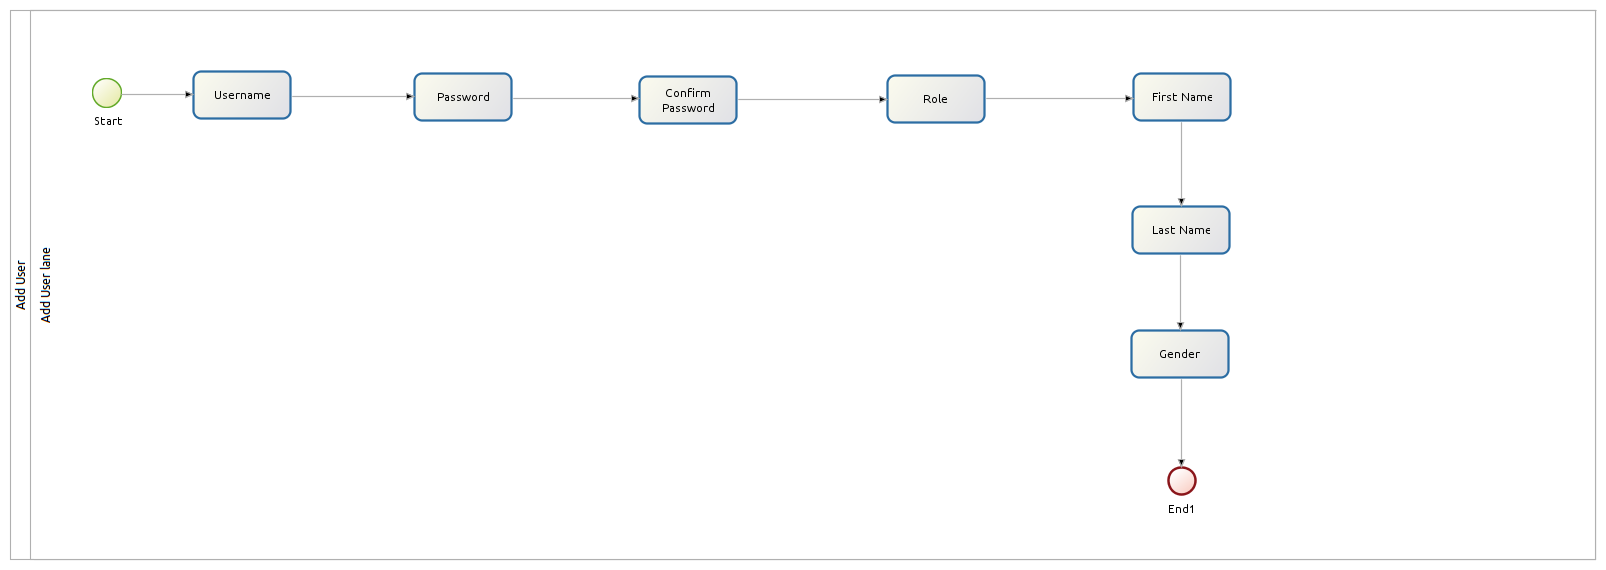 Add User
Add User lane
Start
Username
Password
Confirm
Password
Role
First Name
Last Name
Gender
End1